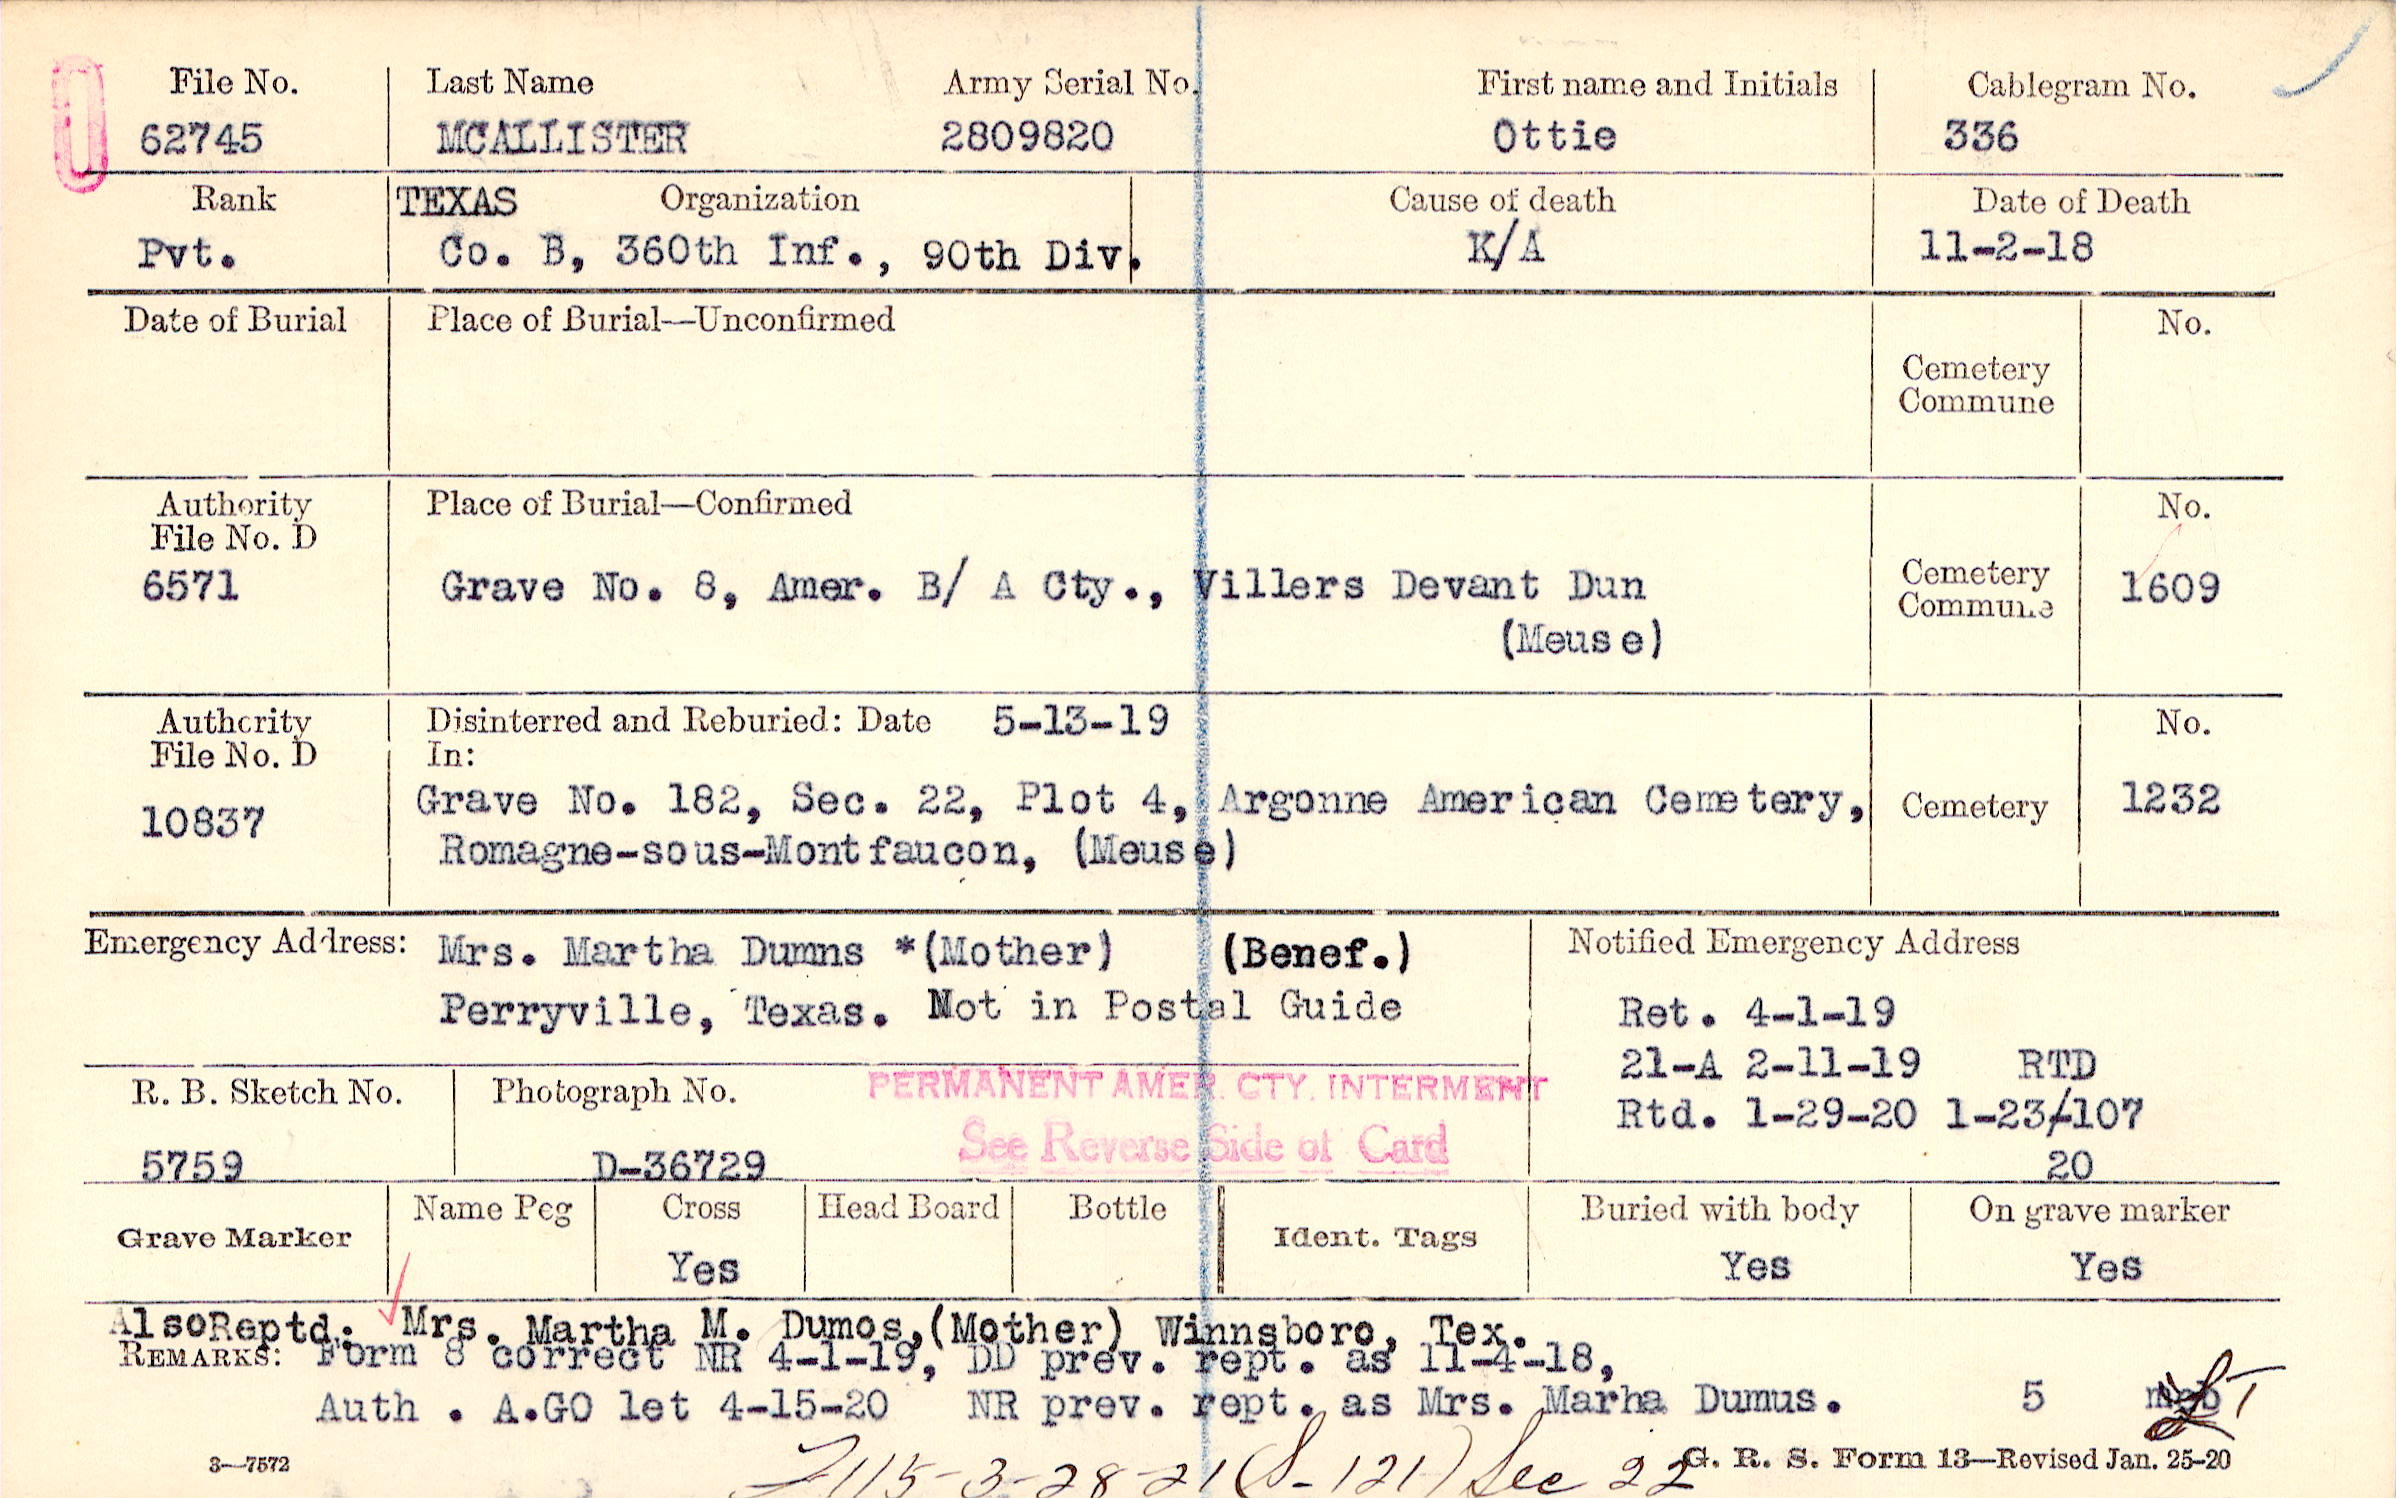 File No. Last Name Army Serial No. First name and Initials Cablegram No.
62745 MCALLISTER 2809820 Ottie 336
Rank TEXAS Organization Cause of death Date of Death
Pvt. Co. B, 360th Inf., 90th Div. K/A 11-2-18
Date of Burial Place of Burial—Unconfirmed No.
Cemetery
Commune
Authority Place of Burial—Confirmed No.
File No. D
6571 Grave No. 8, Amer. B/ A Cty., Villers Devant Dun Cemetery 1609
Commune
(Meuse)
Authority Disinterred and Reburied: Date 5-13-19 No.
File No. D In:
10837 Grave No. 182, Sec. 22, Plot 4, Argonne American Cemetery, Cemetery 1232
Romagne-sous-Montfaucon, (Meuse)
Emergency Address: Mrs. Martha Dumns *(Mother) (Benef.) Notified Emergency Address
Perryville, Texas. Not in Postal Guide Ret. 4-1-19
21-A 2-11-19 RTD
R. B. Sketch No. Photograph No. PERMANENT AMER. CTY. INTERMENT Rtd. 1-29-20 1-23/107
5759 D-36729 See Reverse Side of Card 20
Grave Marker Name Peg Cross Head Board Bottle Ident. Tags Buried with body On grave marker
Yes Yes Yes
AlsoReptd: Mrs. Martha M. Dumos,(Mother) Winnsboro, Tex.
REMARKS: Form 8 correct NR 4-1-19, DD prev. rept. as 11-4-18,
Auth . A.GO let 4-15-20 NR prev. rept. as Mrs. Marha Dumus. 5
3—7572 115-3-28-21 (S-121) Sec 22 G. R. S. Form 13—Revised Jan. 25-20